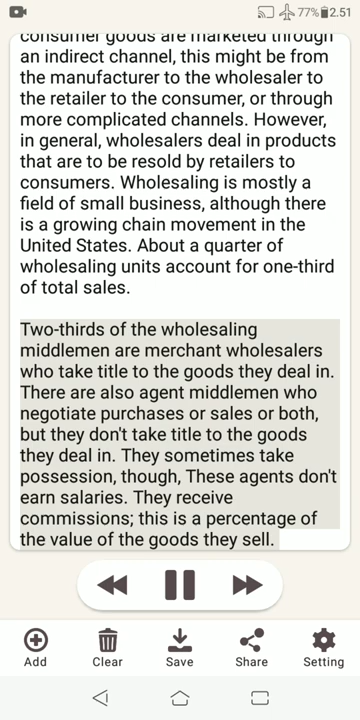 77% 2.51
consumer goods are marketed through
an indirect channel, this might be from
the manufacturer to the wholesaler to
the retailer to the consumer, or through
more complicated channels. However,
in general, wholesalers deal in products
that are to be resold by retailers to
consumers. Wholesaling is mostly a
field of small business, although there
is a growing chain movement in the
United States. About a quarter of
wholesaling units account for one-third
of total sales.
Two-thirds of the wholesaling
middlemen are merchant wholesalers
who take title to the goods they deal in.
There are also agent middlemen who
negotiate purchases or sales or both,
but they don't take title to the goods
they deal in. They sometimes take
possession, though, These agents don't
earn salaries. They receive
commissions; this is a percentage of
the value of the goods they sell.
Add Clear Save Share Setting